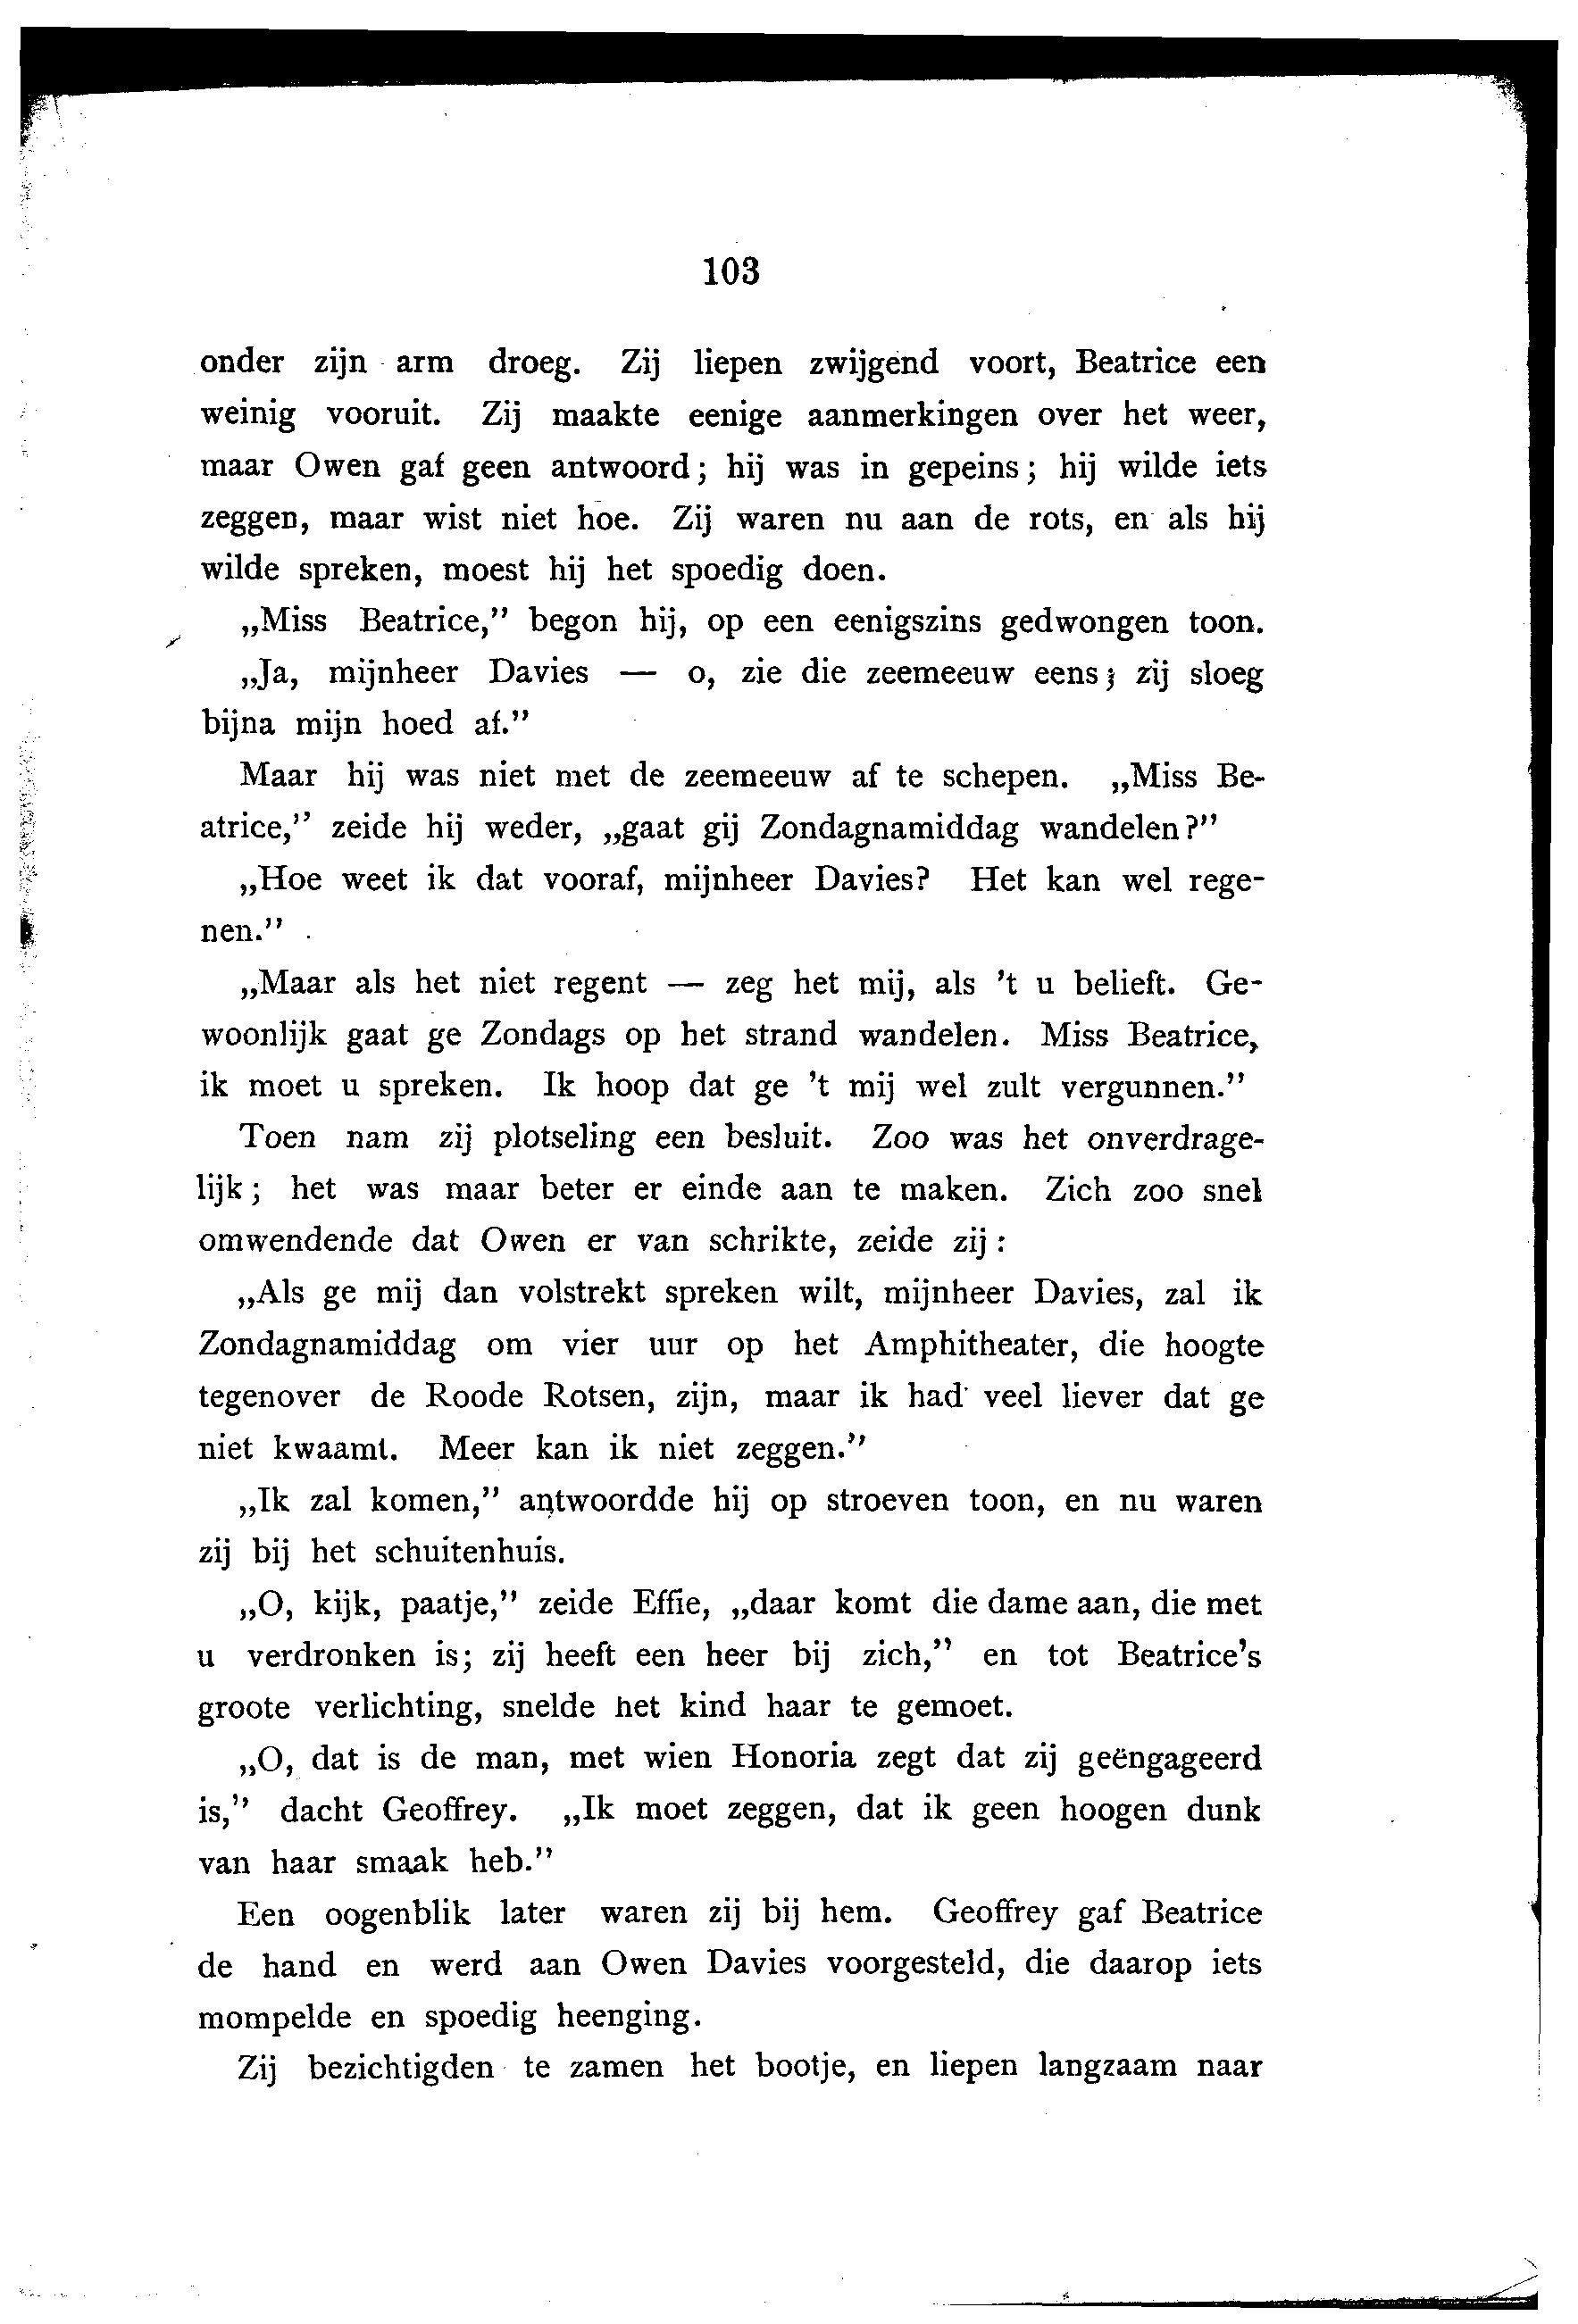 103
onder zijn arm droeg. Zij liepen zwijgend voort, Beatrice een
weinig vooruit. Zij maakte eenige aanmerkingen over het weer,
maar Owen gaf geen antwoord; hij was in gepeins; hij wilde iets
zeggen, maar wist niet hoe. Zij waren nu aan de rots, en als hij
wilde spreken, moest hij het spoedig doen.
„Miss Beatrice,” begon hij, op een eenigszins gedwongen toon.
„Ja, mijnheer Davies — o, zie die zeemeeuw eens; zij sloeg
bijna mijn hoed af.”
Maar hij was niet met de zeemeeuw af te schepen. „Miss Be-
atrice,” zeide hij weder, „gaat gij Zondagnamiddag wandelen?”
„Hoe weet ik dat vooraf, mijnheer Davies? Het kan wel rege-
nen.”
„Maar als het niet regent — zeg het mij, als 't u belieft. Ge-
woonlijk gaat ge Zondags op het strand wandelen. Miss Beatrice,
ik moet u spreken. Ik hoop dat ge 't mij wel zult vergunnen.”
Toen nam zij plotseling een besluit. Zoo was het onverdrage-
lijk; het was maar beter er einde aan te maken. Zich zoo snel
omwendende dat Owen er van schrikte, zeide zij:
„Als ge mij dan volstrekt spreken wilt, mijnheer Davies, zal ik
Zondagnamiddag om vier uur op het Amphitheater, die hoogte
tegenover de Roode Rotsen, zijn, maar ik had veel liever dat ge
niet kwaamt. Meer kan ik niet zeggen.”
„Ik zal komen,” antwoordde hij op stroeven toon, en nu waren
zij bij het schuitenhuis.
„O, kijk, paatje,” zeide Effie, „daar komt die dame aan, die met
u verdronken is; zij heeft een heer bij zich,” en tot Beatrice's
groote verlichting, snelde het kind haar te gemoet.
„O, dat is de man, met wien Honoria zegt dat zij geëngageerd
is,” dacht Geoffrey. „Ik moet zeggen, dat ik geen hoogen dunk
van haar smaak heb.”
Een oogenblik later waren zij bij hem. Geoffrey gaf Beatrice
de hand en werd aan Owen Davies voorgesteld, die daarop iets
mompelde en spoedig heenging.
Zij bezichtigden te zamen het bootje, en liepen langzaam naar